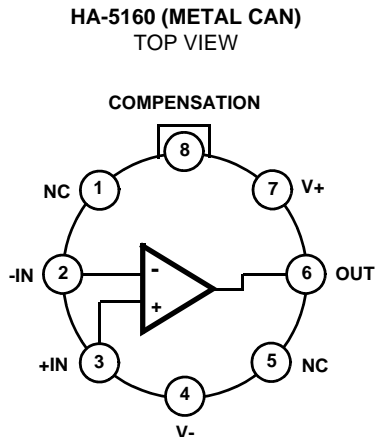 HA-5160 (METAL CAN)
TOP VIEW
COMPENSATION
8
NC 1
7 V+
-IN 2
-
6 OUT
+
+IN 3
5 NC
4
V-